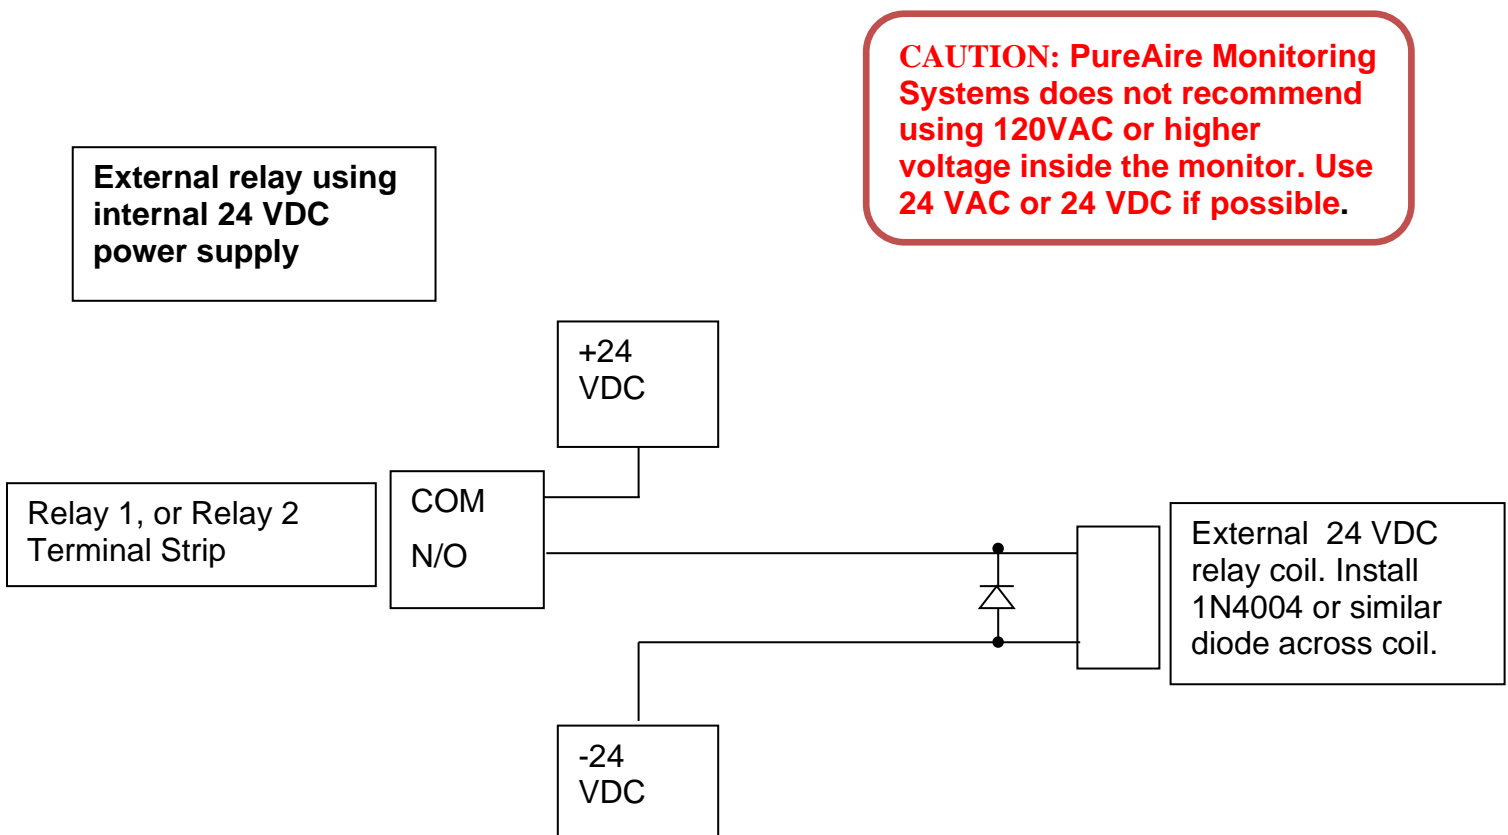 CAUTION: PureAire Monitoring
Systems does not recommend
using 120VAC or higher
voltage inside the monitor. Use
24 VAC or 24 VDC if possible.
External relay using
internal 24 VDC
power supply
+24
VDC
Relay 1, or Relay 2
Terminal Strip
COM
N/O
External 24 VDC
relay coil. Install
1N4004 or similar
diode across coil.
-24
VDC